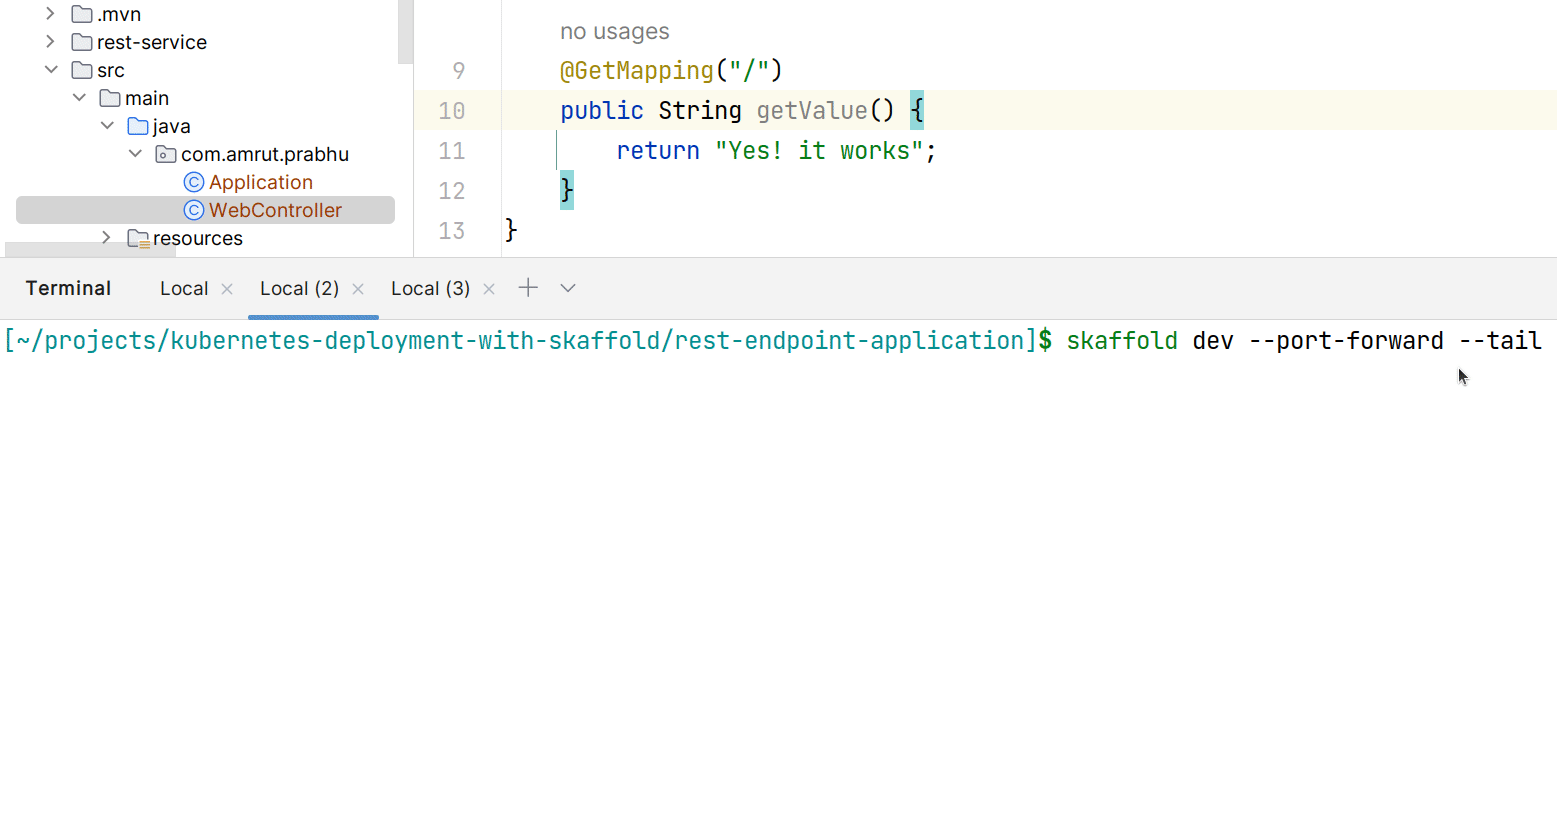 .mvn
rest-service
src
main
java
com.amrut.prabhu
Application
WebController
resources
no usages
9 @GetMapping("/")
10 public String getValue() {
11 return "Yes! it works";
12 }
13 }
Terminal Local Local (2) Local (3)
[~/projects/kubernetes-deployment-with-skaffold/rest-endpoint-application]$ skaffold dev --port-forward --tail